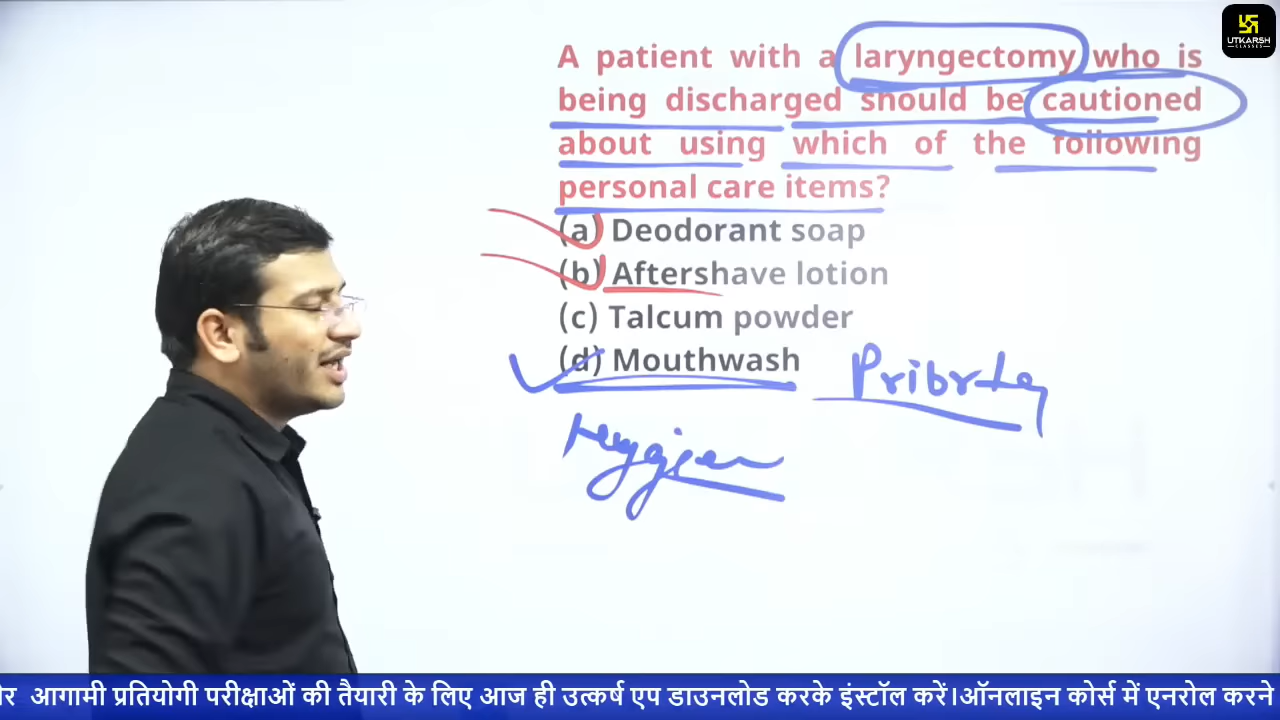 UTKARSH
CLASSES
A patient with a laryngectomy who is
being discharged should be cautioned
about using which of the following
personal care items?
(a) Deodorant soap
(b) Aftershave lotion
(c) Talcum powder
(d) Mouthwash
आगामी प्रतियोगी परीक्षाओं की तैयारी के लिए आज ही उत्कर्ष एप डाउनलोड करके इंस्टॉल करें।ऑनलाइन कोर्स में एनरोल करने